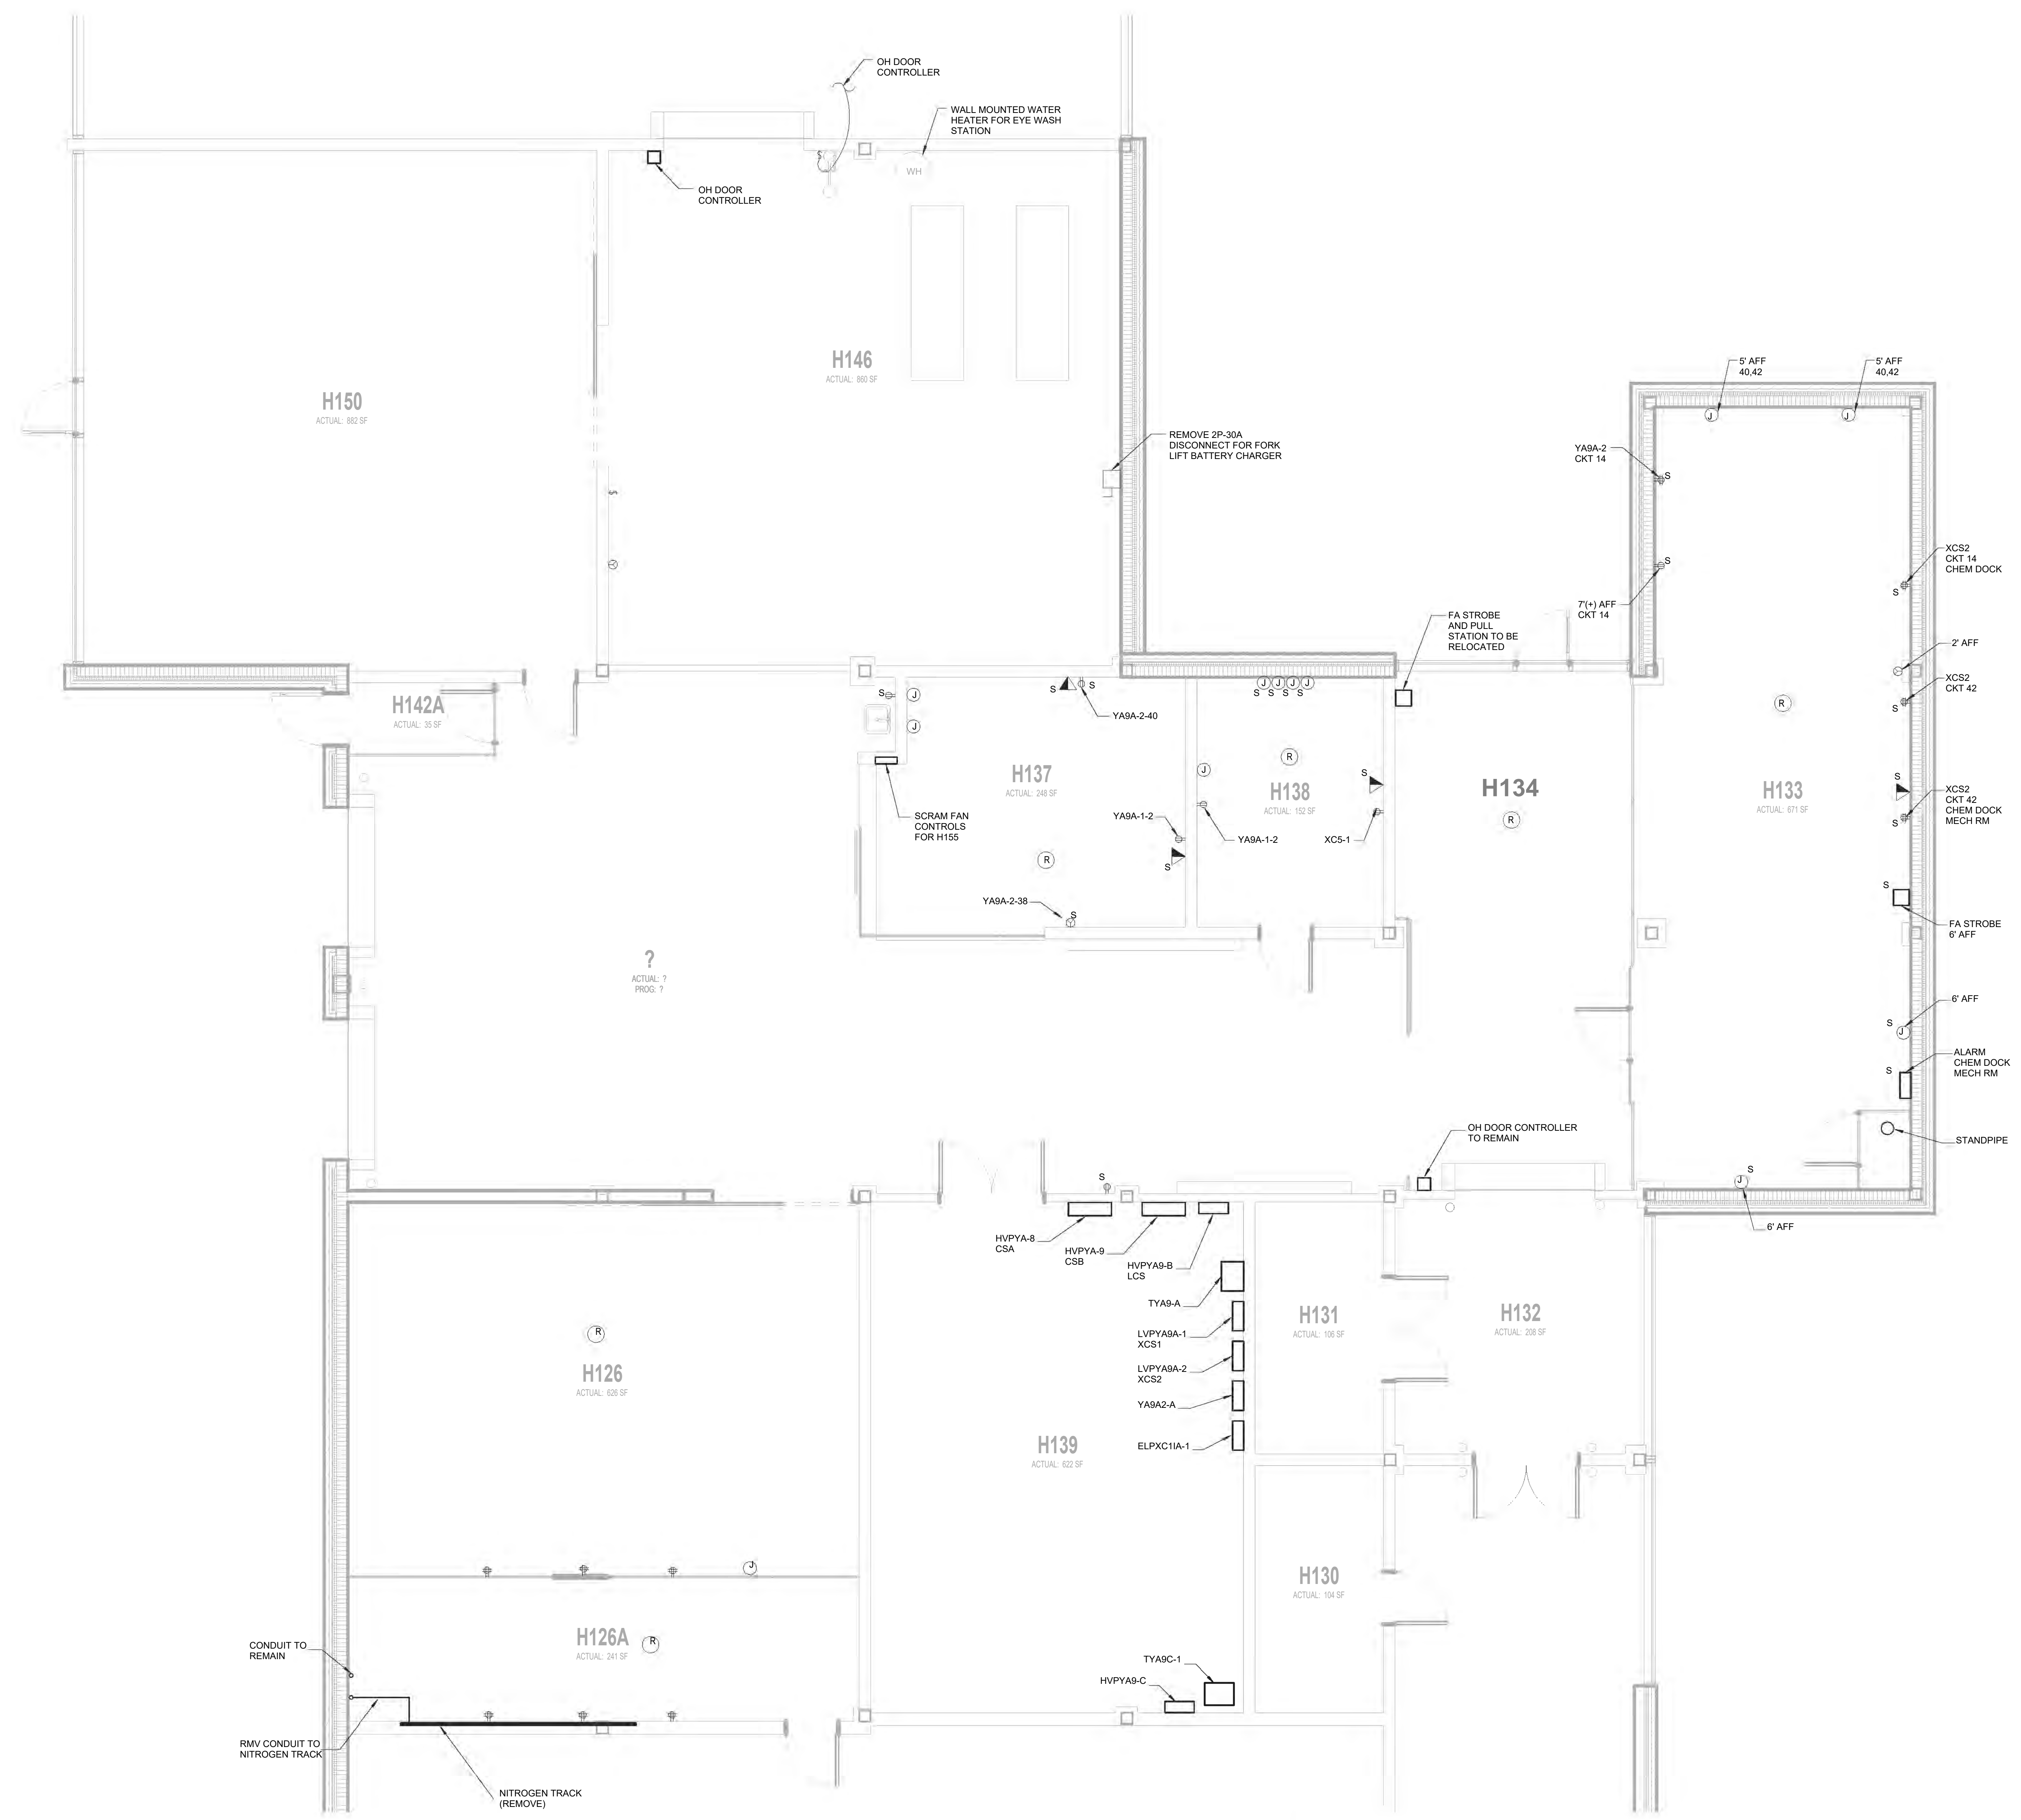 OH DOOR
CONTROLLER
WALL MOUNTED WATER
HEATER FOR EYE WASH
STATION
S
WH
OH DOOR
CONTROLLER
H150
ACTUAL: 882 SF
H146
ACTUAL: 860 SF
REMOVE 2P-30A
DISCONNECT FOR FORK
LIFT BATTERY CHARGER
S
5' AFF
40,42
5' AFF
40,42
J
J
YA9A-2
CKT 14
S
XCS2
CKT 14
CHEM DOCK
S
S
7'(+) AFF
CKT 14
FA STROBE
AND PULL
STATION TO BE
RELOCATED
2' AFF
XCS2
CKT 42
S
R
H133
ACTUAL: 671 SF
S
XCS2
CKT 42
CHEM DOCK
MECH RM
S
S
FA STROBE
6' AFF
6' AFF
S
J
ALARM
CHEM DOCK
MECH RM
S
STANDPIPE
S
J
6' AFF
H142A
ACTUAL: 35 SF
S
J
J
S
S
YA9A-2-40
H137
ACTUAL: 248 SF
SCRAM FAN
CONTROLS
FOR H155
R
YA9A-1-2
S
YA9A-2-38
S
J J J J
S S S S
R
J
H138
ACTUAL: 152 SF
S
YA9A-1-2
XC5-1
H134
R
?
ACTUAL: ?
PROG: ?
OH DOOR CONTROLLER
TO REMAIN
S
HVPYA-8
CSA
HVPYA-9
CSB
HVPYA9-B
LCS
TYA9-A
LVPYA9A-1
XCS1
LVPYA9A-2
XCS2
YA9A2-A
ELPXC1IA-1
H131
ACTUAL: 106 SF
H132
ACTUAL: 208 SF
R
H126
ACTUAL: 626 SF
H139
ACTUAL: 622 SF
J
H130
ACTUAL: 104 SF
H126A
ACTUAL: 241 SF
R
CONDUIT TO
REMAIN
TYA9C-1
HVPYA9-C
RMV CONDUIT TO
NITROGEN TRACK
NITROGEN TRACK
(REMOVE)